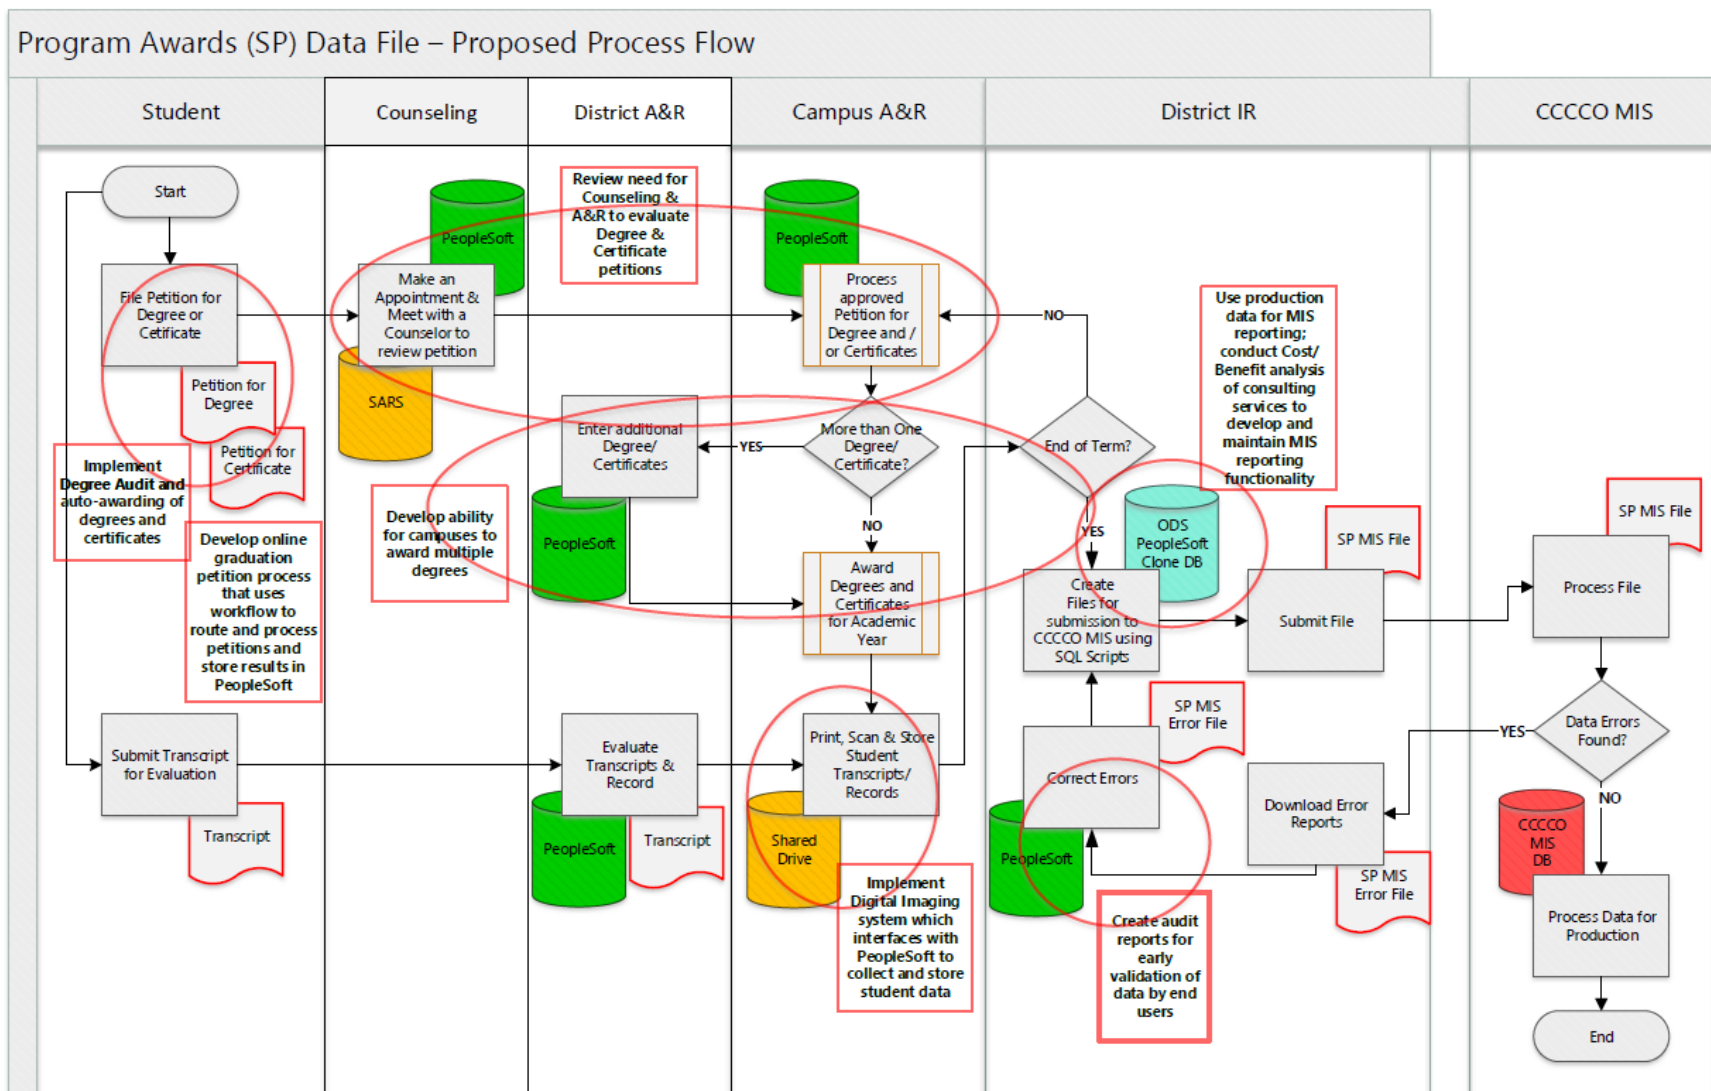 Program Awards (SP) Data File – Proposed Process Flow
Student
Counseling
District A&R
Campus A&R
District IR
CCCCO MIS
Start
File Petition for
Degree or
Cetificate
Petition for
Degree
Petition for
Certificate
Implement
Degree Audit and
auto-awarding of
degrees and
certificates
Develop online
graduation
petition process
that uses
workflow to
route and process
petitions and
store results in
PeopleSoft
Submit Transcript
for Evaluation
Transcript
PeopleSoft
Make an
Appointment &
Meet with a
Counselor to
review petition
SARS
Develop ability
for campuses to
award multiple
degrees
Review need for
Counseling &
A&R to evaluate
Degree &
Certificate
petitions
Enter additional
Degree/
Certificates
PeopleSoft
Evaluate
Transcripts &
Record
PeopleSoft
Transcript
PeopleSoft
Process
approved
Petition for
Degree and /
or Certificates
More than One
Degree/
Certificate?
YES
NO
Award
Degrees and
Certificates
for Academic
Year
Print, Scan & Store
Student
Transcripts/
Records
Shared
Drive
Implement
Digital Imaging
system which
interfaces with
PeopleSoft to
collect and store
student data
NO
End of Term?
YES
Use production
data for MIS
reporting;
conduct Cost/
Benefit analysis
of consulting
services to
develop and
maintain MIS
reporting
functionality
ODS
PeopleSoft
Clone DB
Create
Files for
submission to
CCCCO MIS using
SQL Scripts
SP MIS File
Submit File
SP MIS
Error File
Correct Errors
PeopleSoft
Download Error
Reports
SP MIS
Error File
Create audit
reports for
early
validation of
data by end
users
SP MIS File
Process File
Data Errors
Found?
YES
NO
CCCCO
MIS
DB
Process Data for
Production
End